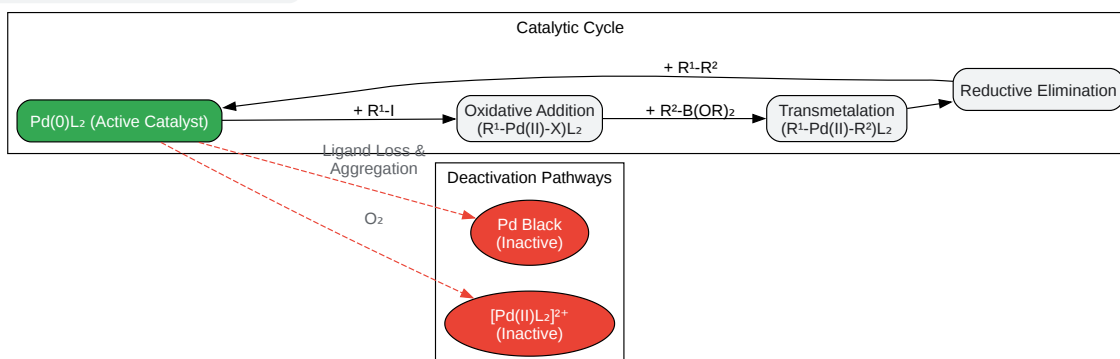 Catalytic Cycle
+ R¹-R²
Reductive Elimination
Pd(0)L₂ (Active Catalyst)
+ R¹-I
Oxidative Addition
(R¹-Pd(II)-X)L₂
+ R²-B(OR)₂
Transmetalation
(R¹-Pd(II)-R²)L₂
Ligand Loss &
Aggregation
O₂
Deactivation Pathways
Pd Black
(Inactive)
[Pd(II)L₂]²⁺
(Inactive)